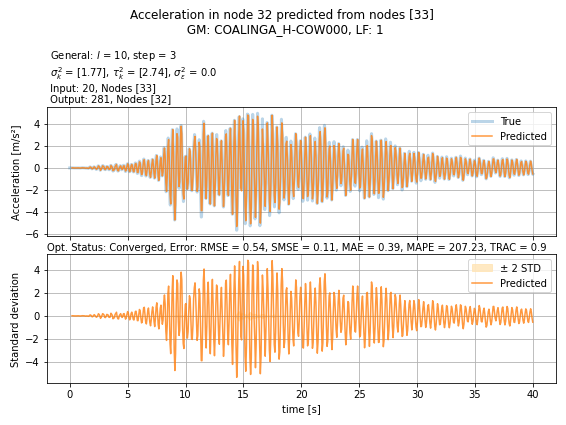 Acceleration in node 32 predicted from nodes [33]
GM: COALINGA_H-COW000, LF: 1
General: l = 10, step = 3
σ²ₖ = [1.77], τ²ₖ = [2.74], σ²ε = 0.0
Input: 20, Nodes [33]
Output: 281, Nodes [32]
Acceleration [m/s²]
4
2
0
−2
−4
−6
True
Predicted
Opt. Status: Converged, Error: RMSE = 0.54, SMSE = 0.11, MAE = 0.39, MAPE = 207.23, TRAC = 0.9
Standard deviation
4
2
0
−2
−4
± 2 STD
Predicted
0 5 10 15 20 25 30 35 40
time [s]